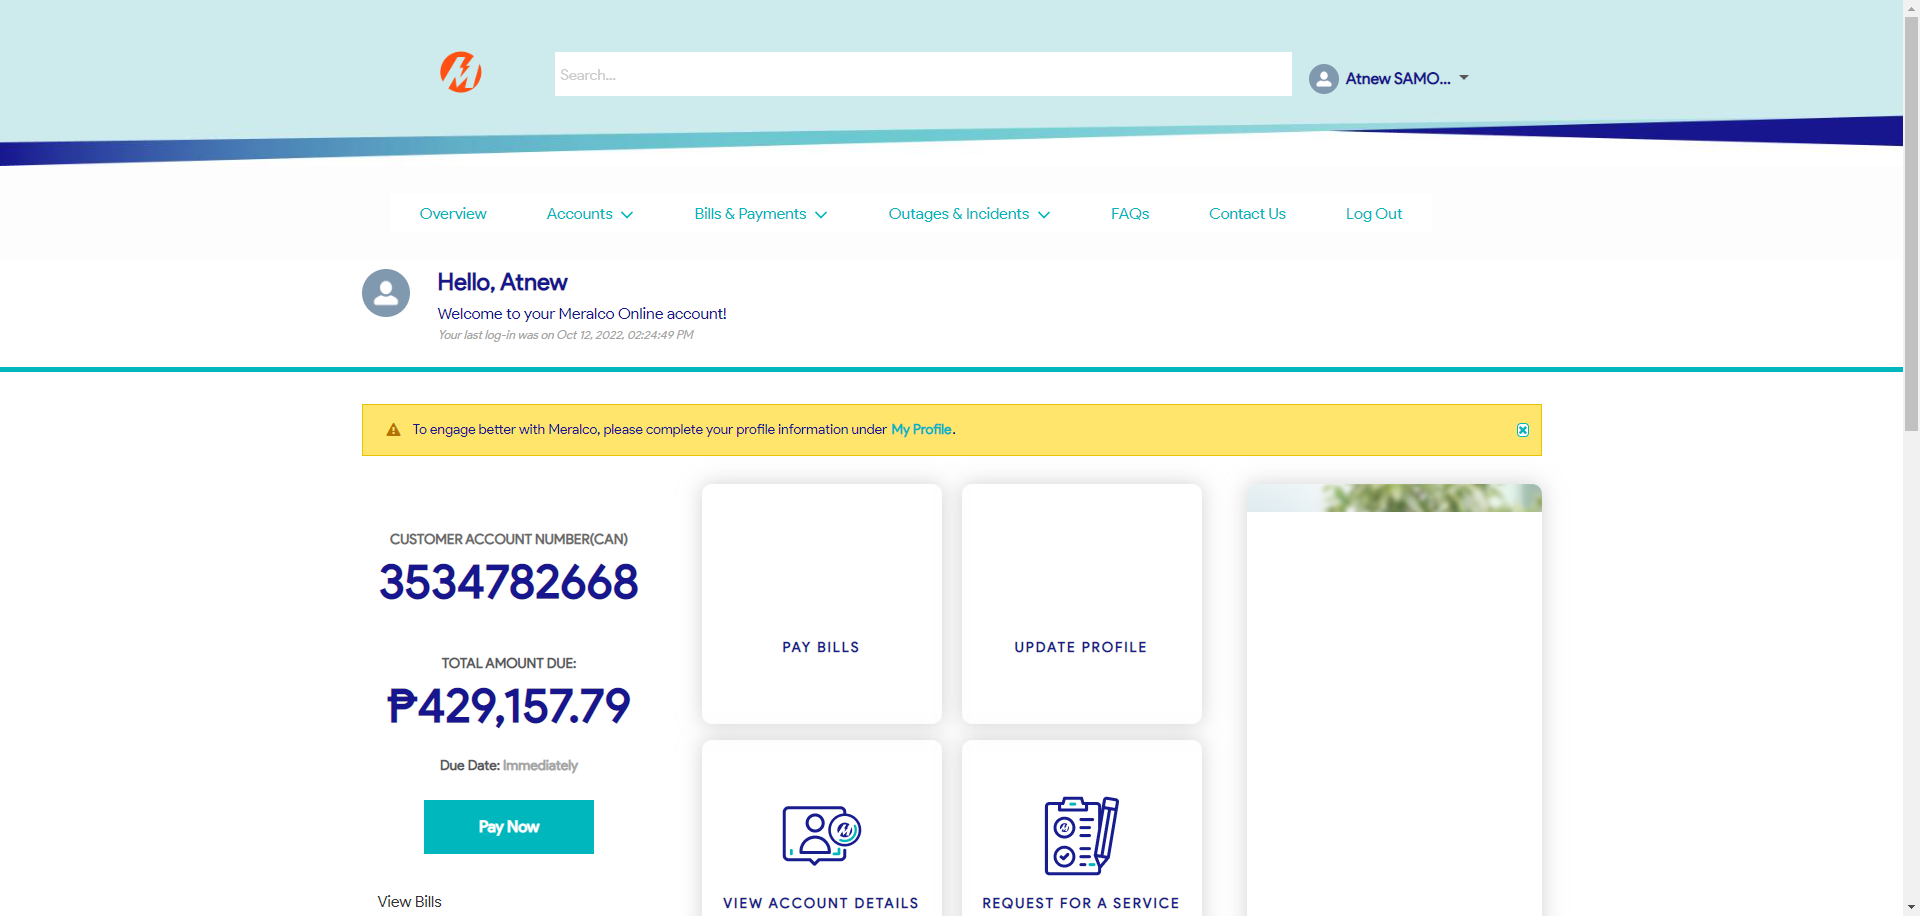 Search...
Atnew SAMO...
Overview
Accounts
Bills & Payments
Outages & Incidents
FAQs
Contact Us
Log Out
Hello, Atnew
Welcome to your Meralco Online account!
Your last log-in was on Oct 12, 2022, 02:24:49 PM
To engage better with Meralco, please complete your profile information under My Profile.
CUSTOMER ACCOUNT NUMBER(CAN)
3534782668
TOTAL AMOUNT DUE:
₱429,157.79
Due Date: Immediately
Pay Now
View Bills
PAY BILLS
UPDATE PROFILE
VIEW ACCOUNT DETAILS
REQUEST FOR A SERVICE